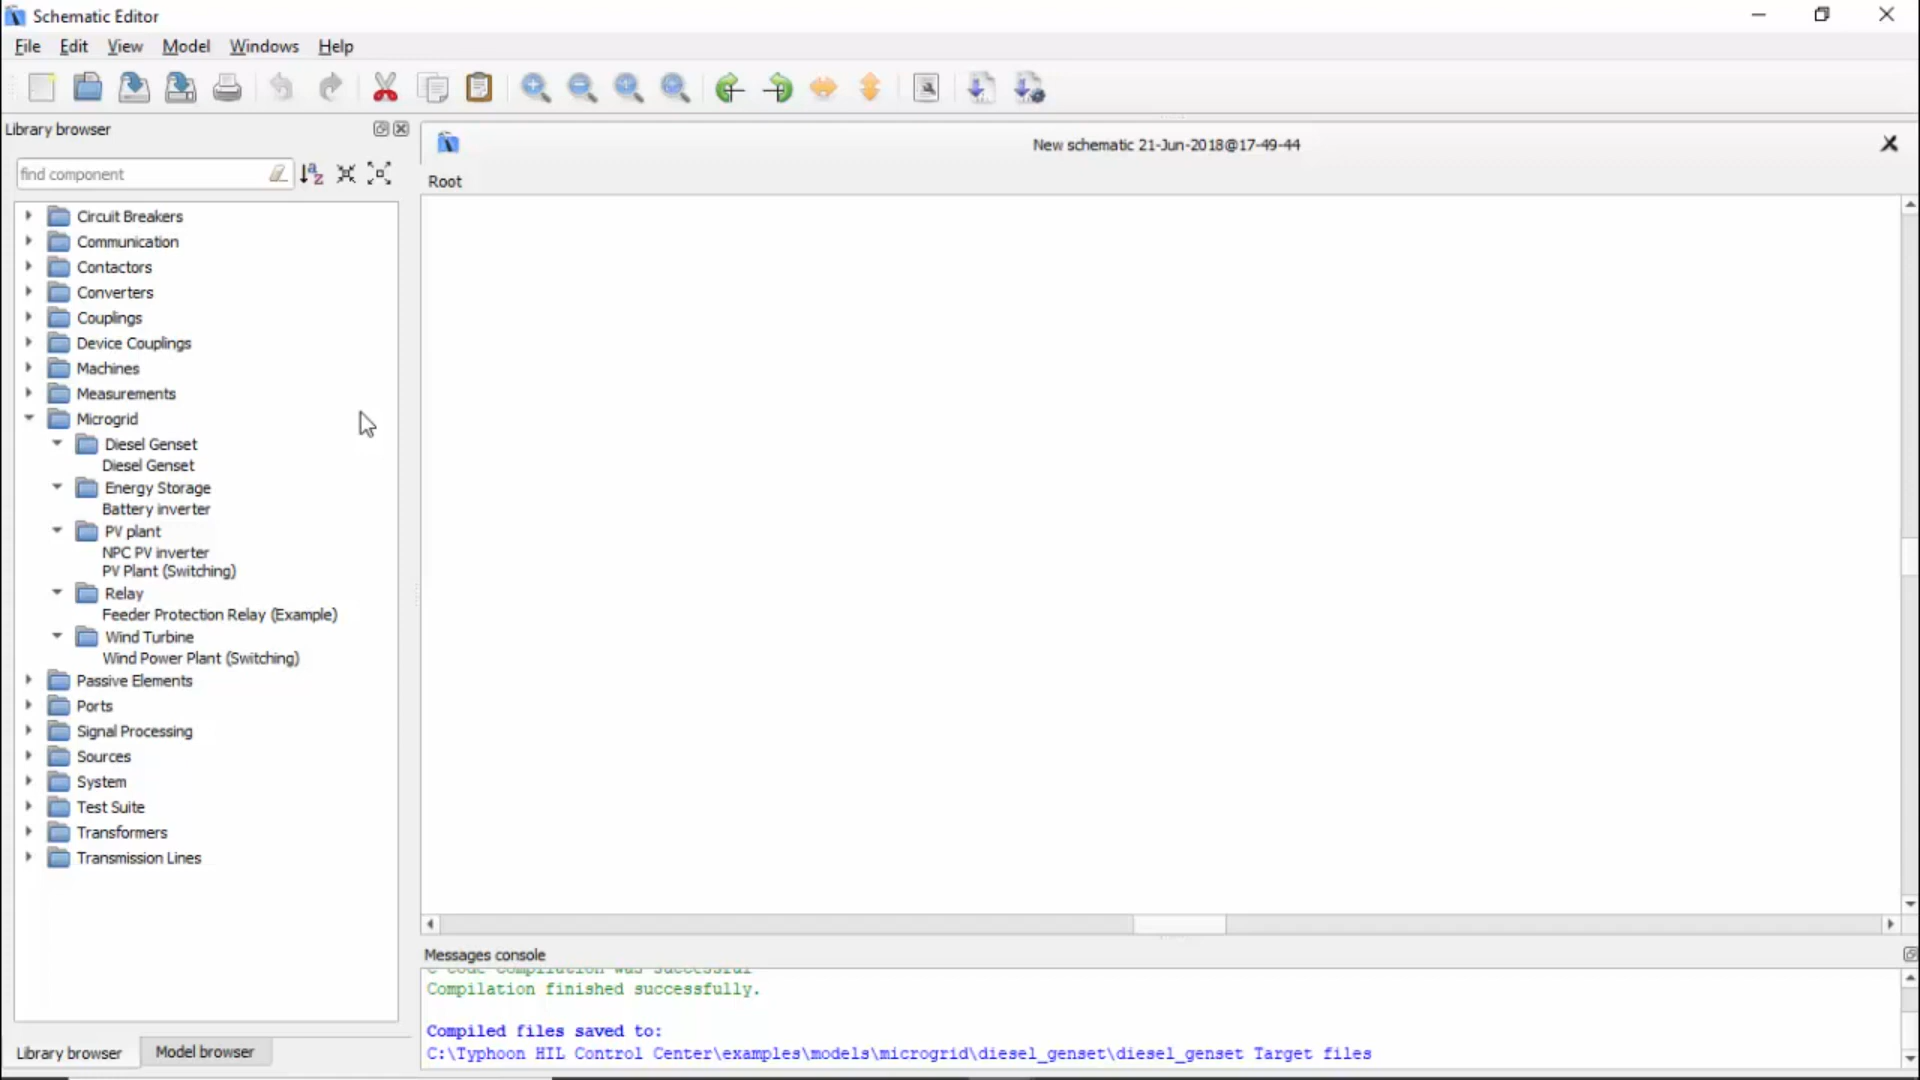 Schematic Editor
File Edit View Model Windows Help
Library browser
find component
New schematic 21-Jun-2018@17-49-44
Root
Circuit Breakers
Communication
Contactors
Converters
Couplings
Device Couplings
Machines
Measurements
Microgrid
Diesel Genset
Diesel Genset
Energy Storage
Battery inverter
PV plant
NPC PV inverter
PV Plant (Switching)
Relay
Feeder Protection Relay (Example)
Wind Turbine
Wind Power Plant (Switching)
Passive Elements
Ports
Signal Processing
Sources
System
Test Suite
Transformers
Transmission Lines
Library browser Model browser
Messages console
C code compilation was successful
Compilation finished successfully.
Compiled files saved to:
C:\Typhoon HIL Control Center\examples\models\microgrid\diesel_genset\diesel_genset Target files